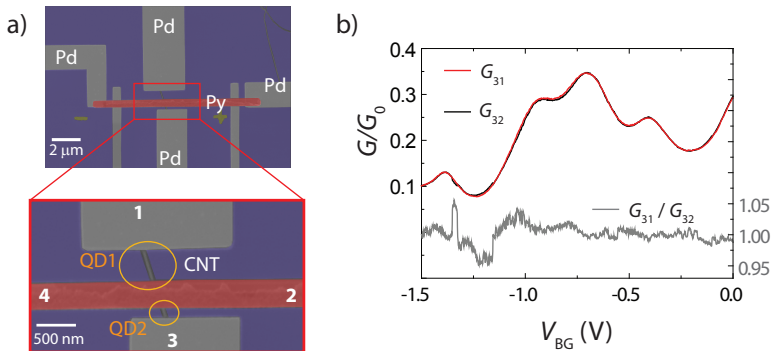 a)
Pd
Pd
Pd
Py
2 μm
Pd
1
QD1
CNT
4
2
500 nm
QD2
3
b)
0.4
0.3
0.2
0.1
G/G₀
G₃₁
G₃₂
G₃₁ / G₃₂
1.05
1.00
0.95
-1.5
-1.0
-0.5
0.0
V_BG (V)